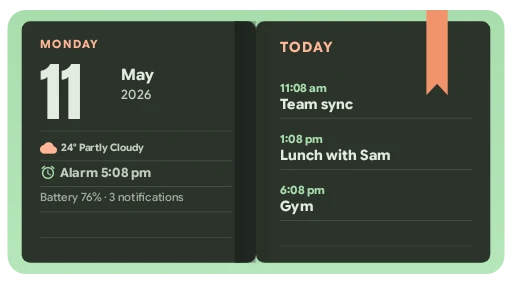 MONDAY
11
May
2026
24° Partly Cloudy
Alarm 5:08 pm
Battery 76% · 3 notifications
TODAY
11:08 am
Team sync
1:08 pm
Lunch with Sam
6:08 pm
Gym